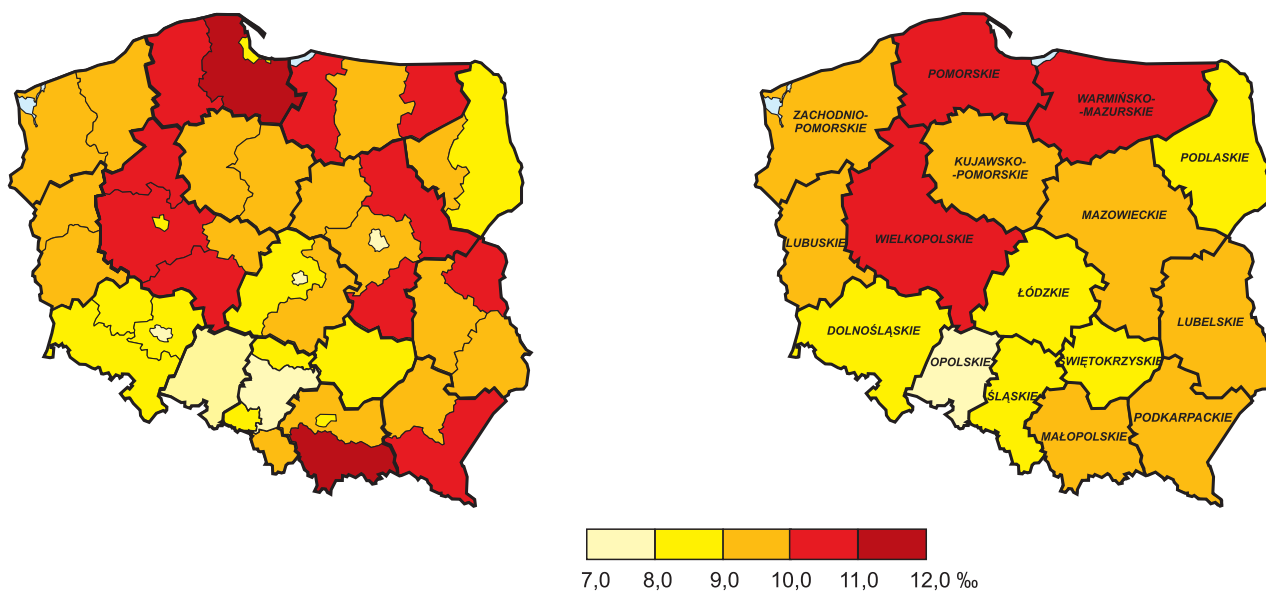 POMORSKIE
WARMIŃSKO-
-MAZURSKIE
ZACHODNIO-
POMORSKIE
KUJAWSKO-
-POMORSKIE
PODLASKIE
MAZOWIECKIE
LUBUSKIE
WIELKOPOLSKIE
ŁÓDZKIE
DOLNOŚLĄSKIE
LUBELSKIE
OPOLSKIE
ŚWIĘTOKRZYSKIE
ŚLĄSKIE
PODKARPACKIE
MAŁOPOLSKIE
7,0 8,0 9,0 10,0 11,0 12,0 ‰